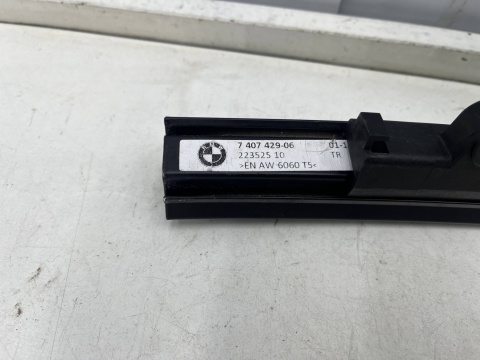 7 407 429-06 01-1
223525 10 TR
>EN AW-6060 T5<